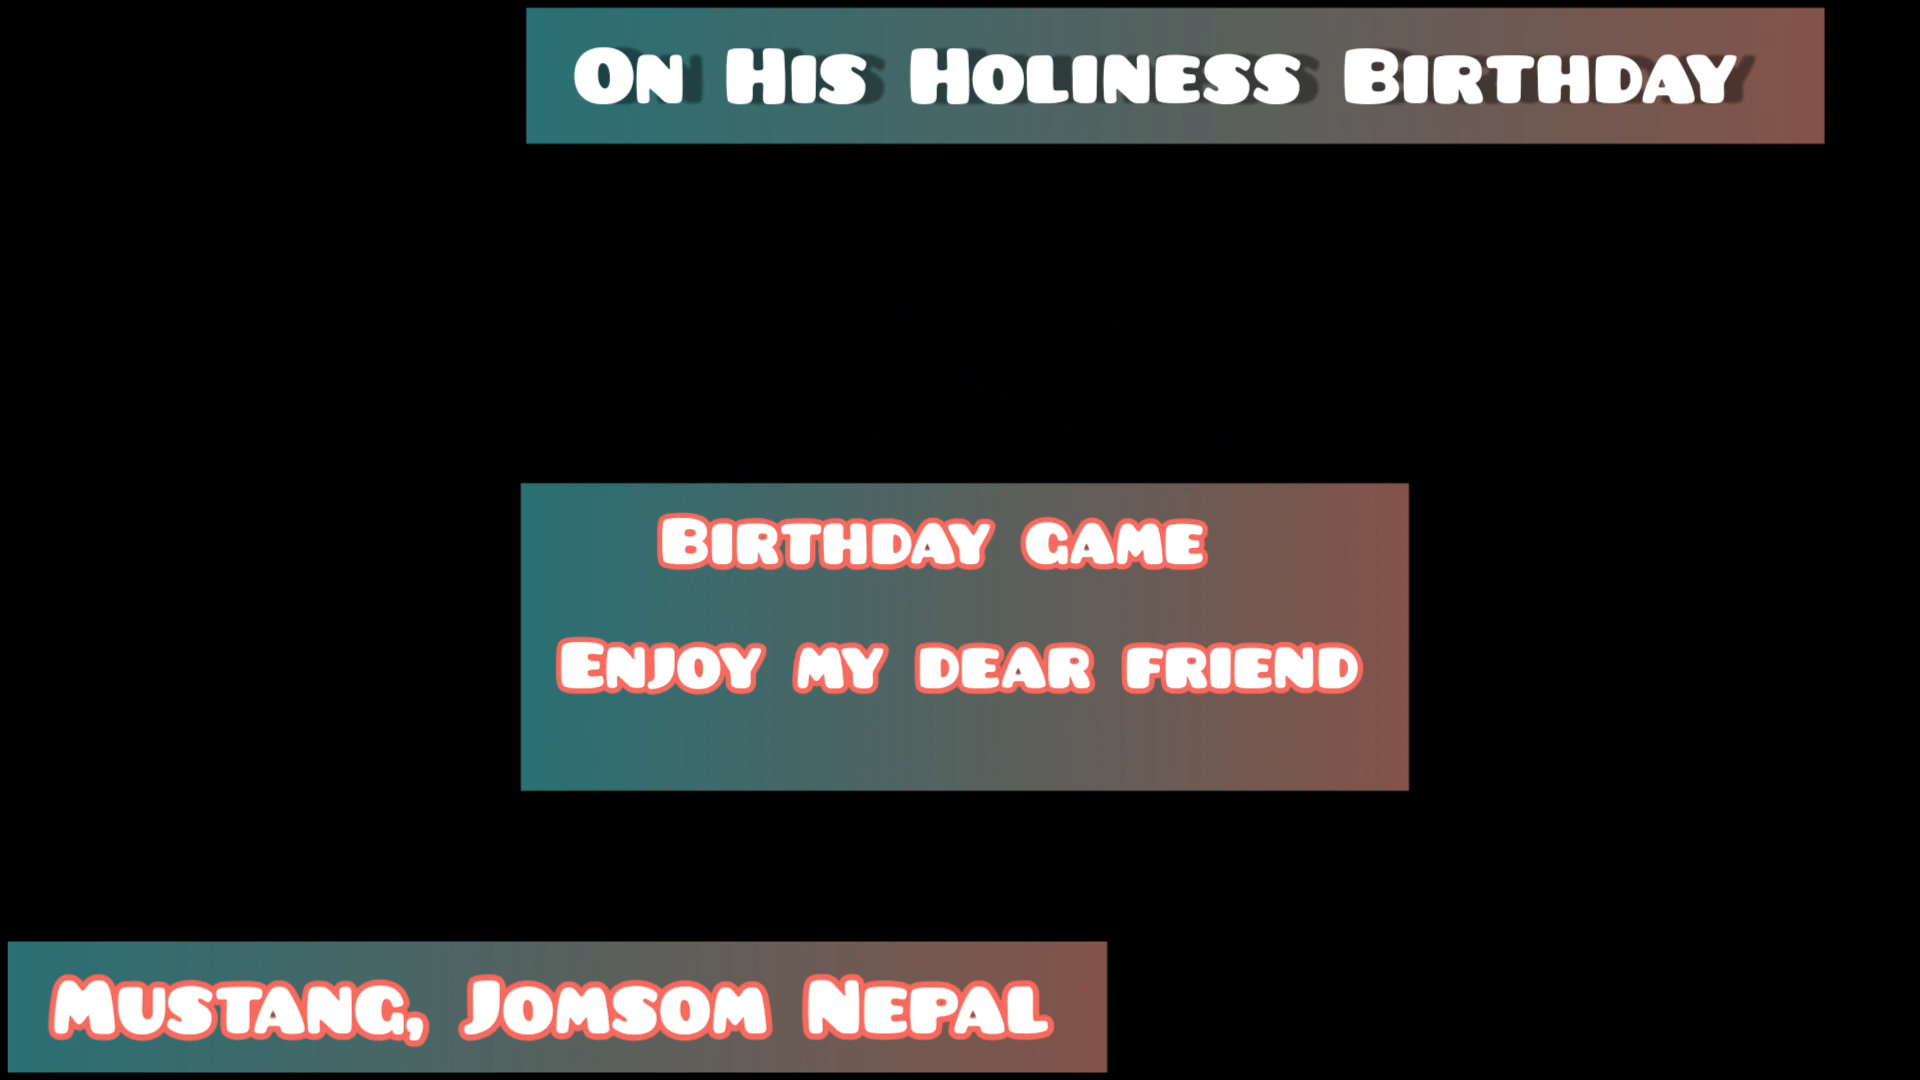 On His Holiness Birthday
Birthday game
Enjoy my dear friend
Mustang, Jomsom Nepal